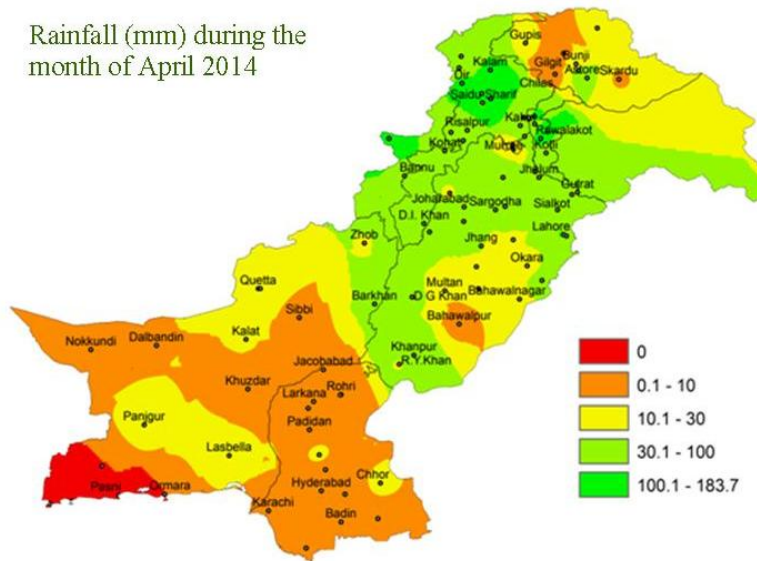 Rainfall (mm) during the
month of April 2014
Gupis
Bunji
Kalam
Gilgit
Dir
Astore
Skardu
Chilas
Saidu Sharif
Kakul
Risalpur
Rawalakot
Kohat
Murree
Kotli
Bannu
Jhelum
Joharabad
Sargodha
Gujrat
Sialkot
D.I. Khan
Lahore
Zhob
Jhang
Okara
Quetta
Multan
Barkhan
D G Khan
Bahawalnagar
Sibbi
Bahawalpur
Kalat
Dalbandin
Nokkundi
Khanpur
R.Y.Khan
Jacobabad
Khuzdar
Rohri
Larkana
Panjgur
Padidan
Lasbella
Chhor
Hyderabad
Pasni
Ormara
Karachi
Badin
0
0.1 - 10
10.1 - 30
30.1 - 100
100.1 - 183.7